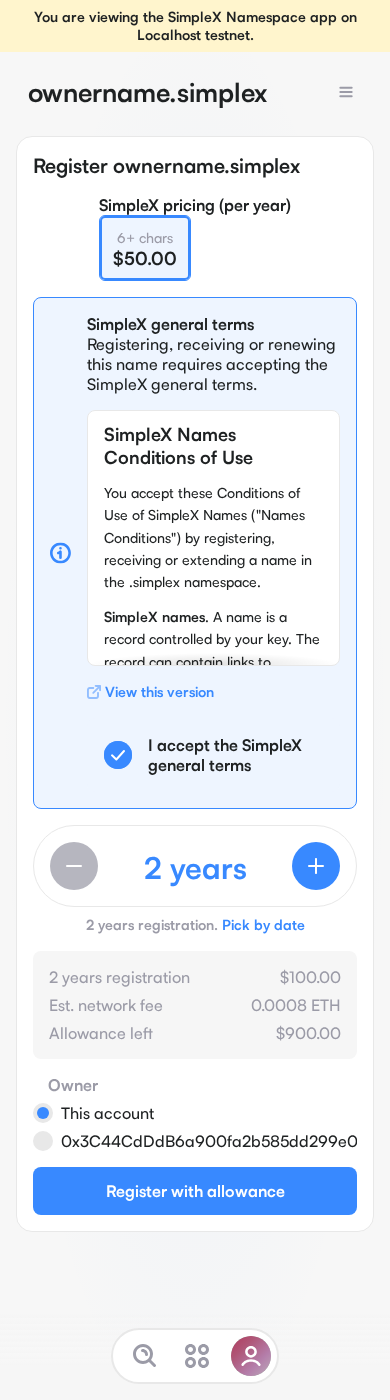 You are viewing the SimpleX Namespace app on
Localhost testnet.
ownername.simplex
Register ownername.simplex
SimpleX pricing (per year)
6+ chars
$50.00
SimpleX general terms
Registering, receiving or renewing
this name requires accepting the
SimpleX general terms.
SimpleX Names
Conditions of Use
You accept these Conditions of
Use of SimpleX Names ("Names
Conditions") by registering,
receiving or extending a name in
the .simplex namespace.
SimpleX names. A name is a
record controlled by your key. The
record can contain links to
View this version
I accept the SimpleX
general terms
2 years
2 years registration. Pick by date
2 years registration $100.00
Est. network fee 0.0008 ETH
Allowance left $900.00
Owner
This account
0x3C44CdDdB6a900fa2b585dd299e0
Register with allowance